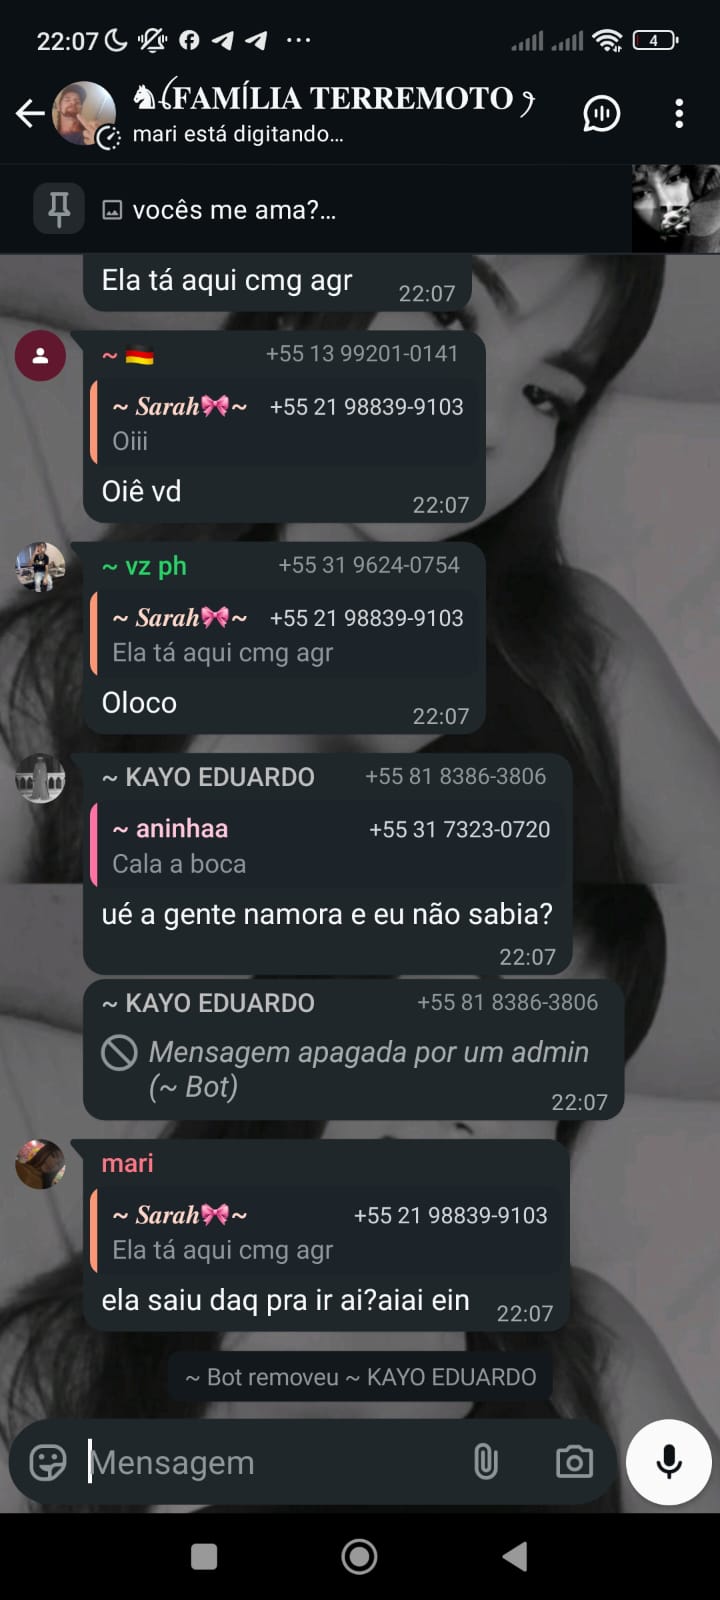 22:07
4
♞⟅FAMÍLIA TERREMOTO ͡ɂ
mari está digitando...
vocês me ama?...
Ela tá aqui cmg agr
22:07
~ 🇩🇪 +55 13 99201-0141
~ Sarah🎀~ +55 21 98839-9103
Oiii
Oiê vd
22:07
~ vz ph +55 31 9624-0754
~ Sarah🎀~ +55 21 98839-9103
Ela tá aqui cmg agr
Oloco
22:07
~ KAYO EDUARDO +55 81 8386-3806
~ aninhaa +55 31 7323-0720
Cala a boca
ué a gente namora e eu não sabia?
22:07
~ KAYO EDUARDO +55 81 8386-3806
Mensagem apagada por um admin
(~ Bot)
22:07
mari
~ Sarah🎀~ +55 21 98839-9103
Ela tá aqui cmg agr
ela saiu daq pra ir ai?aiai ein
22:07
~ Bot removeu ~ KAYO EDUARDO
Mensagem